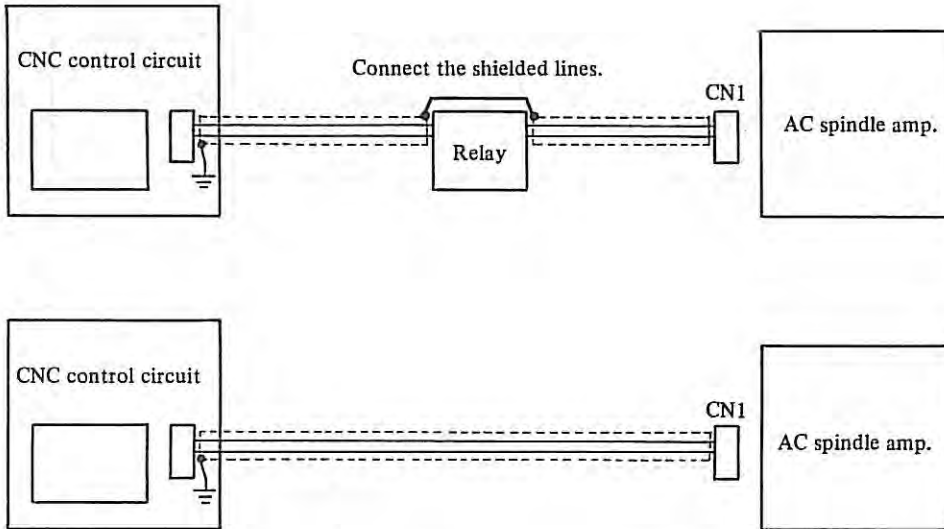 CNC control circuit
Connect the shielded lines.
CN1
AC spindle amp.
Relay
CNC control circuit
CN1
AC spindle amp.